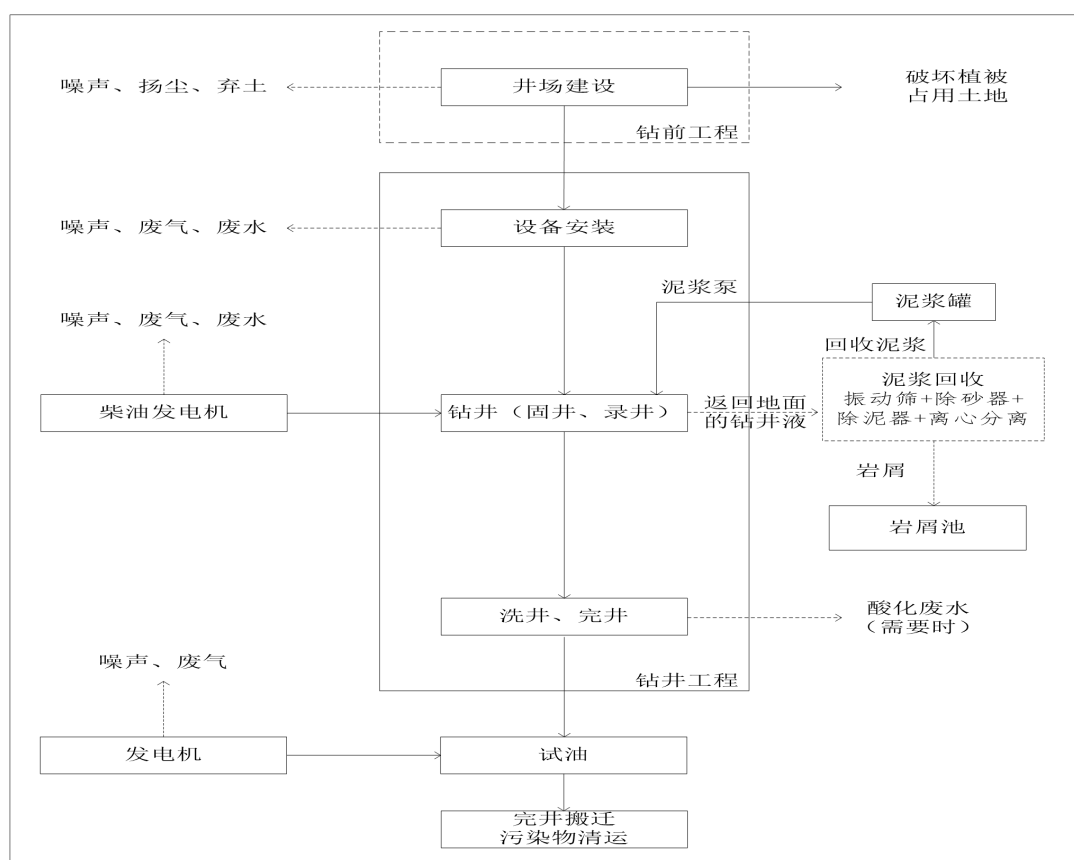 噪声、扬尘、弃土
井场建设
破坏植被
占用土地
钻前工程
噪声、废气、废水
设备安装
泥浆泵
泥浆罐
噪声、废气、废水
回收泥浆
泥浆回收
振动筛+除砂器+
除泥器+离心分离
柴油发电机
钻井（固井、录井）
返回地面
的钻井液
岩屑
岩屑池
洗井、完井
酸化废水
（需要时）
噪声、废气
钻井工程
发电机
试油
完井搬迁
污染物清运